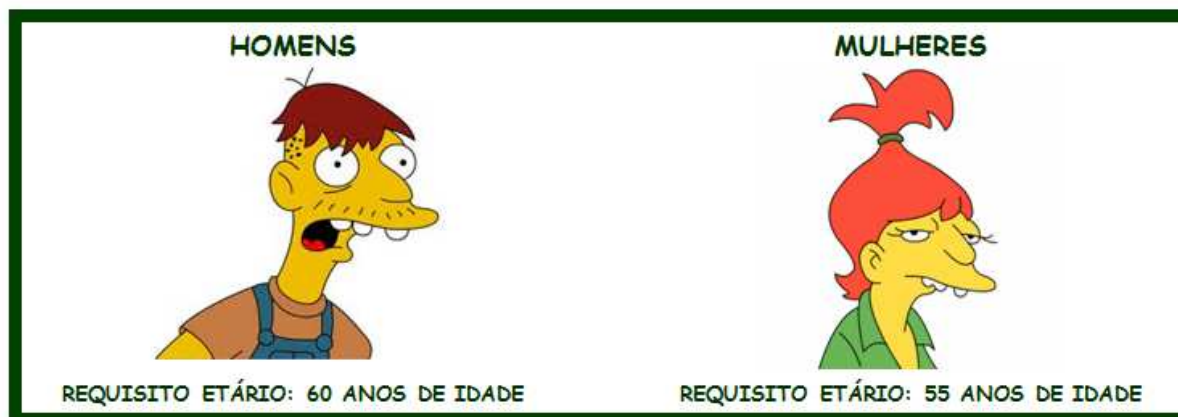 HOMENS
MULHERES
REQUISITO ETÁRIO: 60 ANOS DE IDADE
REQUISITO ETÁRIO: 55 ANOS DE IDADE